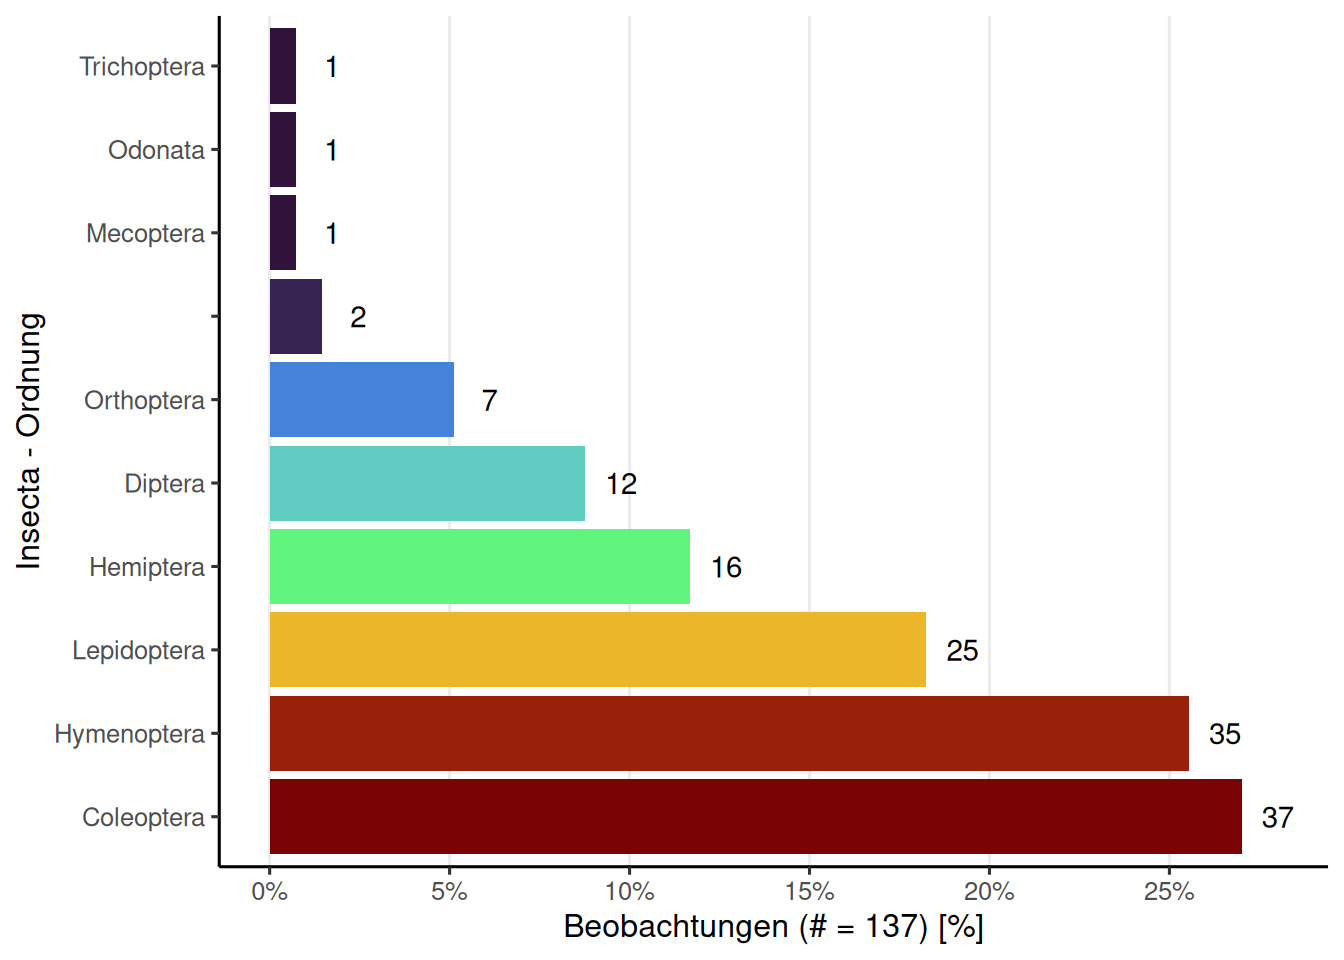 Trichoptera 1
Odonata 1
Mecoptera 1
2
Orthoptera 7
Diptera 12
Hemiptera 16
Lepidoptera 25
Hymenoptera 35
Coleoptera 37
Insecta - Ordnung
0% 5% 10% 15% 20% 25%
Beobachtungen (# = 137) [%]